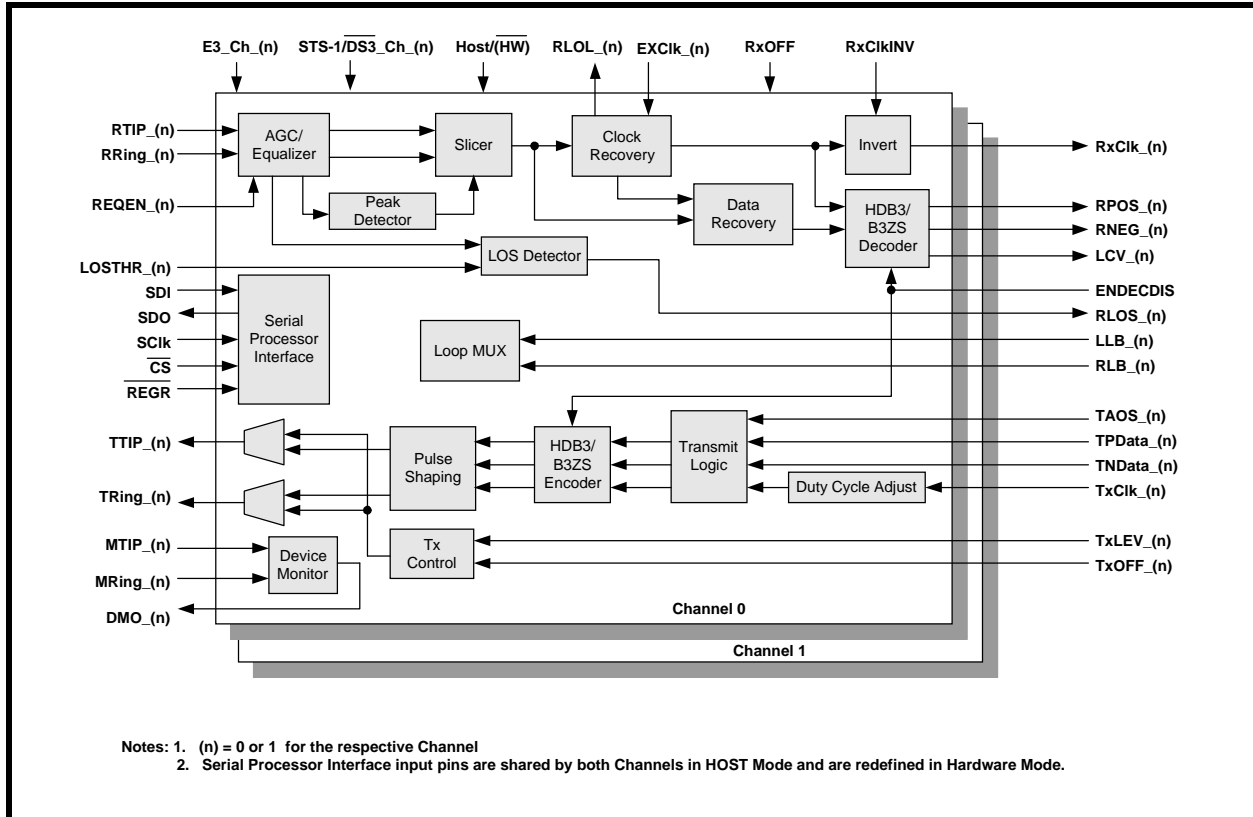 E3_Ch_(n)
STS-1/DS3_Ch_(n)
Host/(HW)
RLOL_(n)
EXClk_(n)
RxOFF
RxClkINV
RTIP_(n)
RRing_(n)
REQEN_(n)
LOSTHR_(n)
SDI
SDO
SClk
CS
REGR
TTIP_(n)
TRing_(n)
MTIP_(n)
MRing_(n)
DMO_(n)
AGC/
Equalizer
Peak
Detector
Slicer
LOS Detector
Clock
Recovery
Data
Recovery
Invert
HDB3/
B3ZS
Decoder
Serial
Processor
Interface
Loop MUX
Pulse
Shaping
HDB3/
B3ZS
Encoder
Transmit
Logic
Duty Cycle Adjust
Tx
Control
Device
Monitor
RxClk_(n)
RPOS_(n)
RNEG_(n)
LCV_(n)
ENDECDIS
RLOS_(n)
LLB_(n)
RLB_(n)
TAOS_(n)
TPData_(n)
TNData_(n)
TxClk_(n)
TxLEV_(n)
TxOFF_(n)
Channel 0
Channel 1
Notes: 1. (n) = 0 or 1 for the respective Channel
2. Serial Processor Interface input pins are shared by both Channels in HOST Mode and are redefined in Hardware Mode.